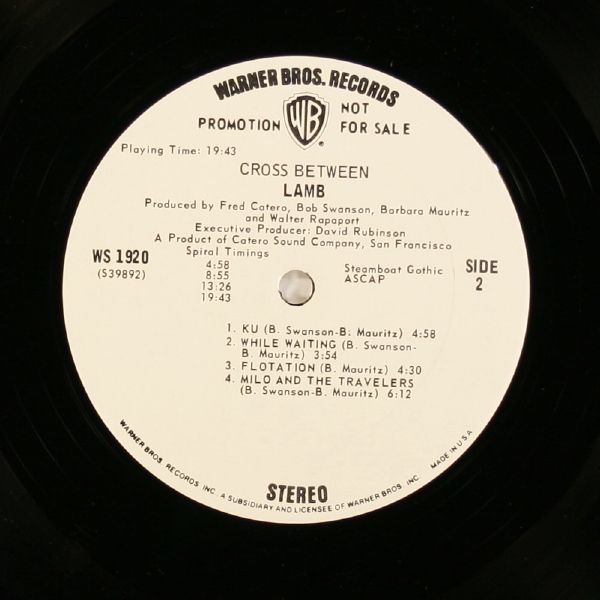 WARNER BROS. RECORDS
PROMOTION WB NOT FOR SALE
Playing Time: 19:43
CROSS BETWEEN
LAMB
Produced by Fred Catero, Bob Swanson, Barbara Mauritz
and Walter Rapaport
Executive Producer: David Rubinson
A Product of Catero Sound Company, San Francisco
WS 1920
(S39892)
Spiral Timings
4:58
8:55
13:26
19:43
Steamboat Gothic
ASCAP
SIDE
2
1. KU (B. Swanson-B. Mauritz) 4:58
2. WHILE WAITING (B. Swanson-
B. Mauritz) 3:54
3. FLOTATION (B. Mauritz) 4:30
4. MILO AND THE TRAVELERS
(B. Swanson-B. Mauritz) 6:12
STEREO
WARNER BROS. RECORDS INC. A SUBSIDIARY AND LICENSEE OF WARNER BROS. INC. MADE IN U.S.A.